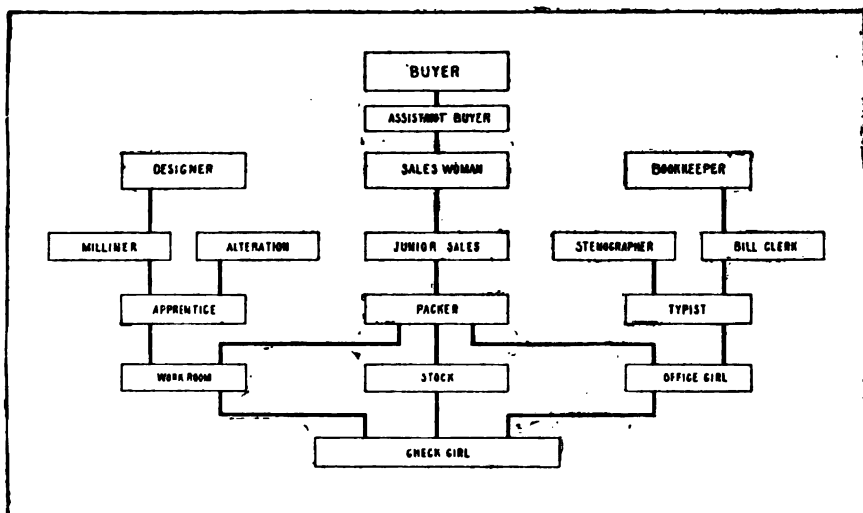 BUYER
ASSISTANT BUYER
DESIGNER
SALES WOMAN
BOOKKEEPER
MILLINER
ALTERATION
JUNIOR SALES
STENOGRAPHER
BILL CLERK
APPRENTICE
PACKER
TYPIST
WORK ROOM
STOCK
OFFICE GIRL
CHECK GIRL